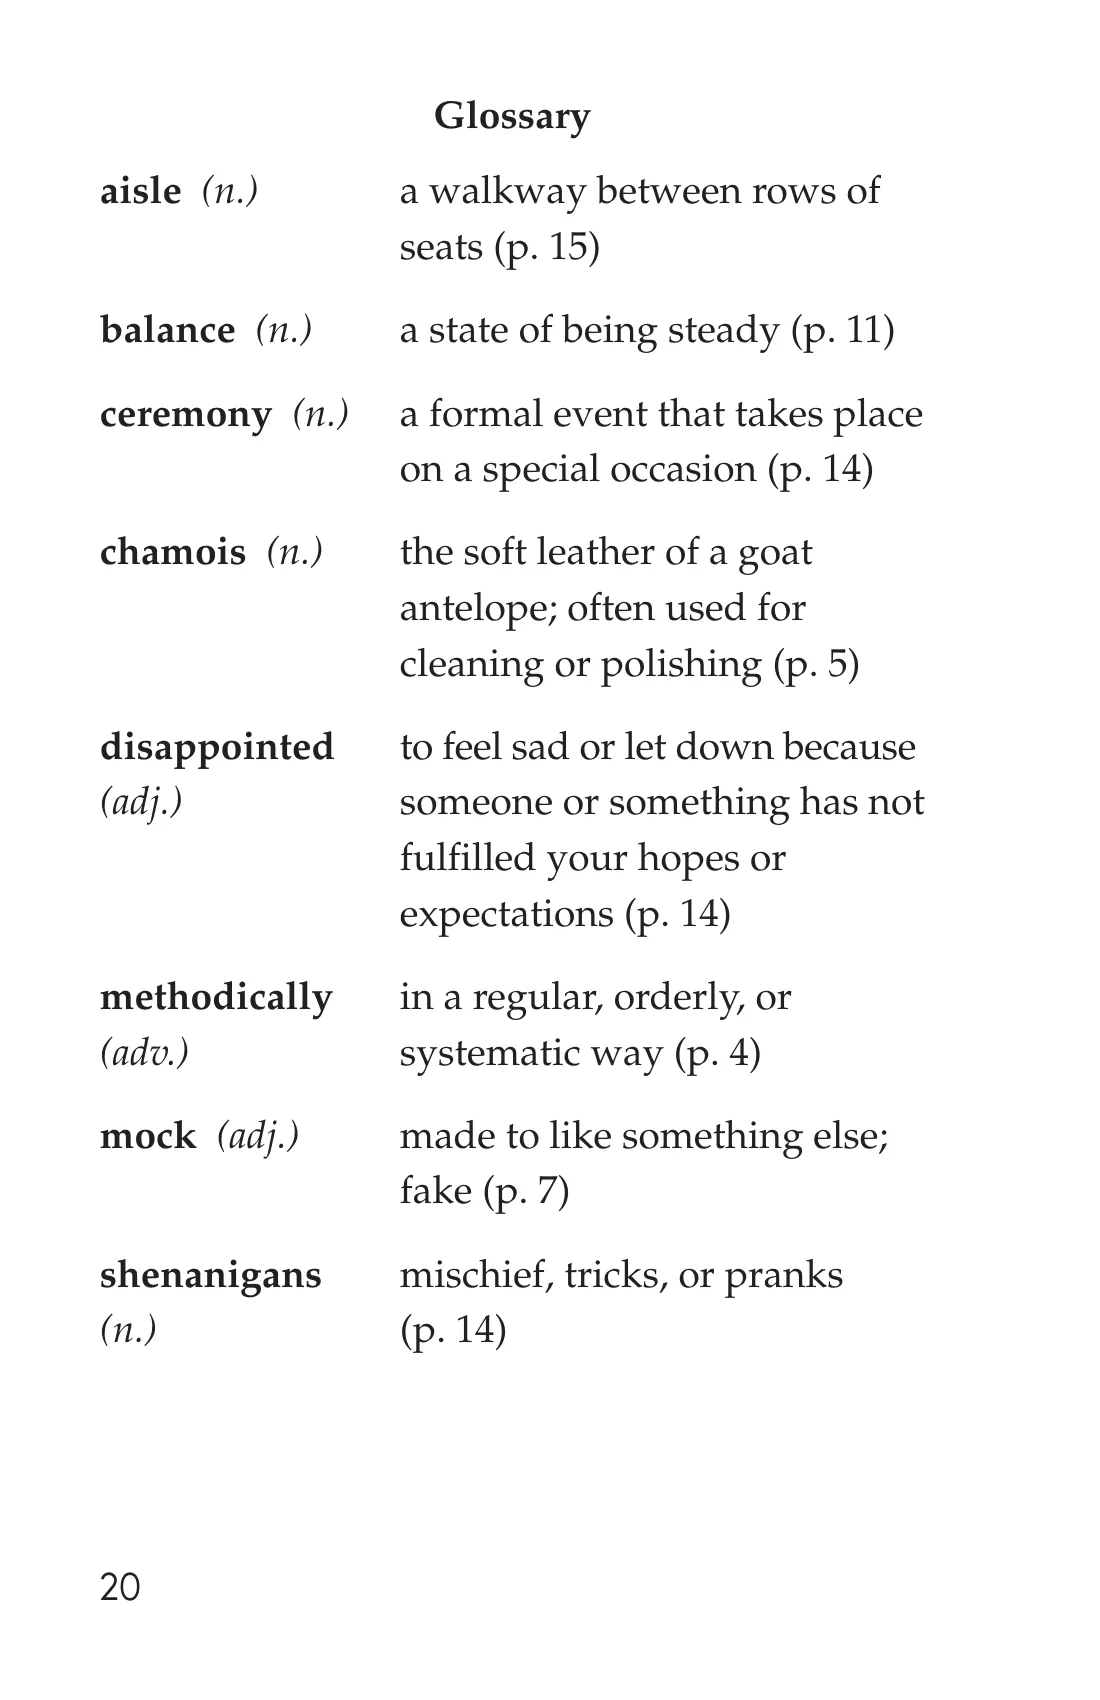 Glossary
aisle (n.) a walkway between rows of
seats (p. 15)
balance (n.) a state of being steady (p. 11)
ceremony (n.) a formal event that takes place
on a special occasion (p. 14)
chamois (n.) the soft leather of a goat
antelope; often used for
cleaning or polishing (p. 5)
disappointed to feel sad or let down because
(adj.) someone or something has not
fulfilled your hopes or
expectations (p. 14)
methodically in a regular, orderly, or
(adv.) systematic way (p. 4)
mock (adj.) made to like something else;
fake (p. 7)
shenanigans mischief, tricks, or pranks
(n.) (p. 14)
20